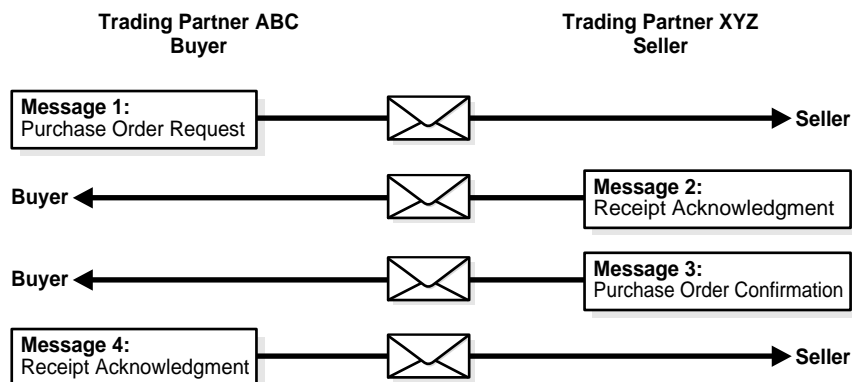 Trading Partner ABC
Buyer
Trading Partner XYZ
Seller
Message 1:
Purchase Order Request
Seller
Buyer
Message 2:
Receipt Acknowledgment
Buyer
Message 3:
Purchase Order Confirmation
Message 4:
Receipt Acknowledgment
Seller